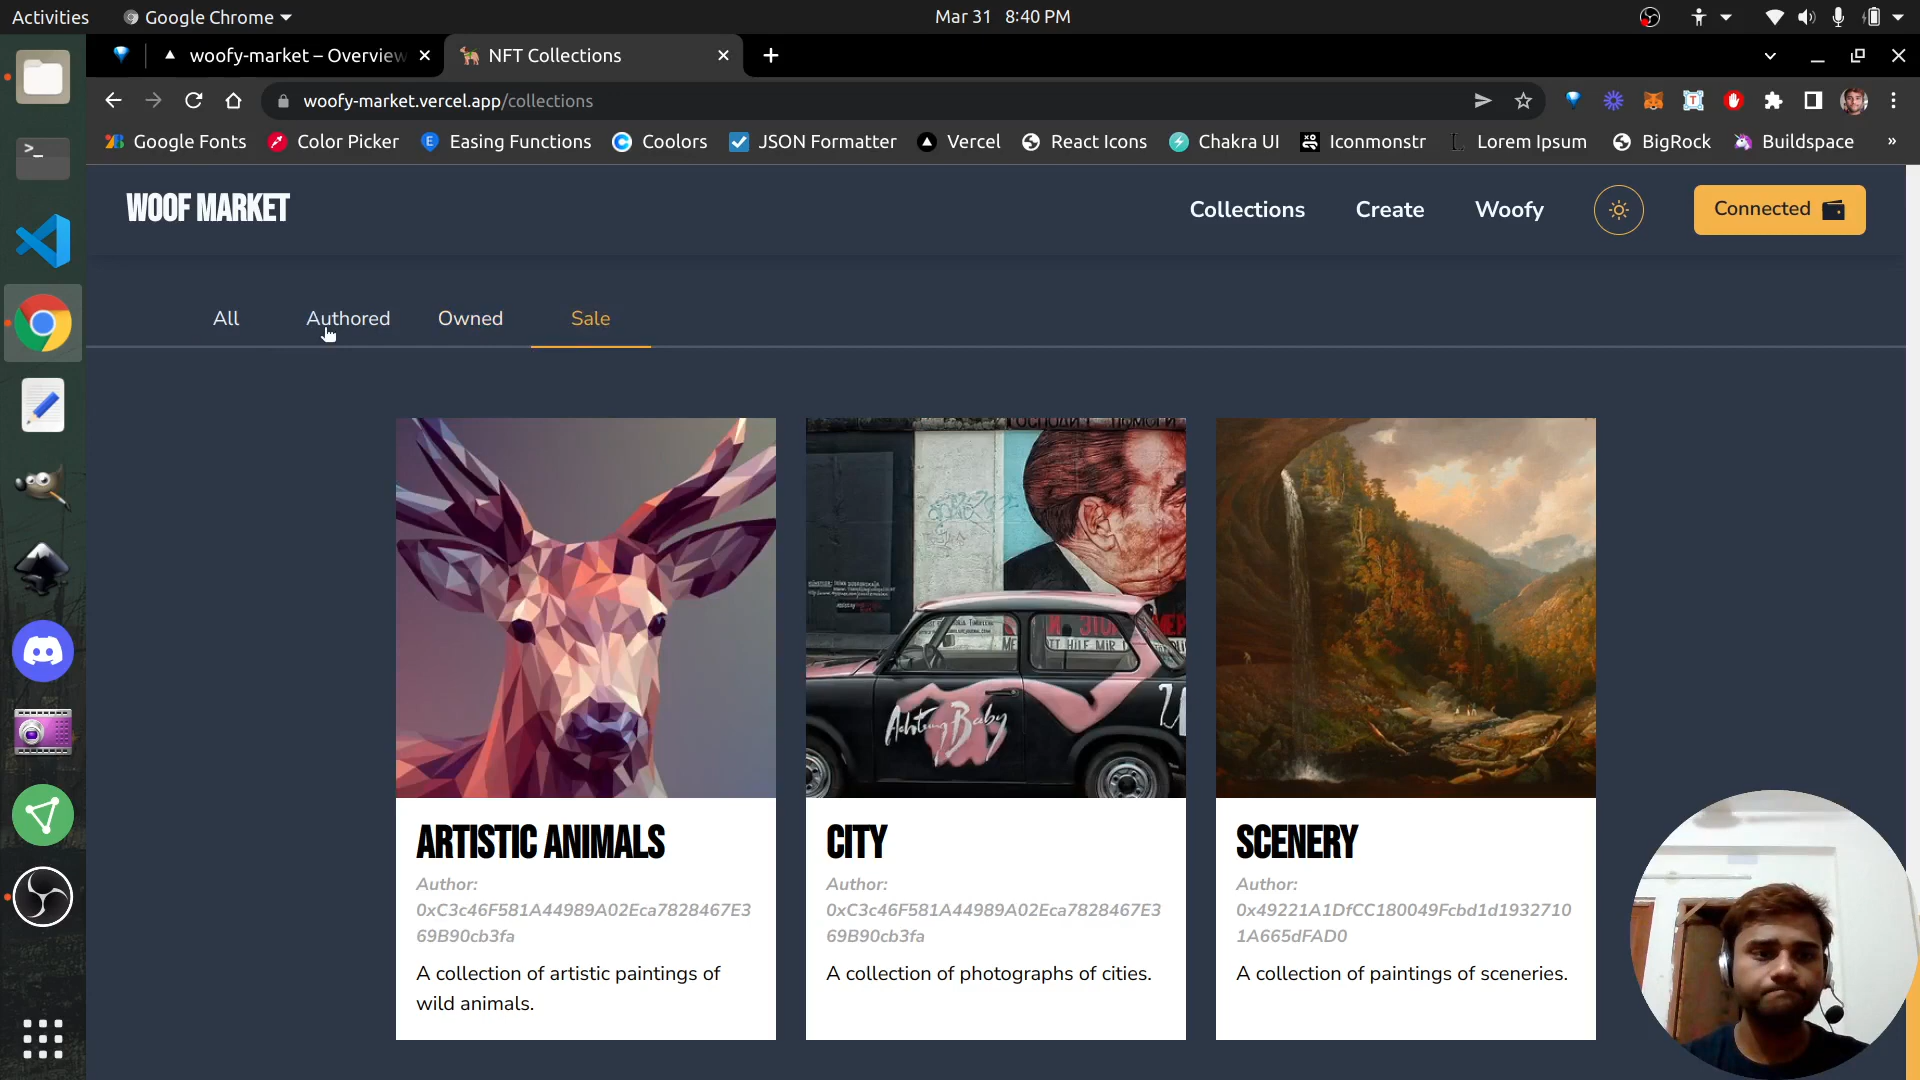 Activities
Google Chrome
Mar 31 8:40 PM
woofy-market – Overview
NFT Collections
woofy-market.vercel.app/collections
Google Fonts
Color Picker
Easing Functions
Coolors
JSON Formatter
Vercel
React Icons
Chakra UI
Iconmonstr
Lorem Ipsum
BigRock
Buildspace
»
WOOF MARKET
Collections
Create
Woofy
Connected
All
Authored
Owned
Sale
Achtung Baby
ARTISTIC ANIMALS
Author:
0xC3c46F581A44989A02Eca7828467E3
69B90cb3fa
A collection of artistic paintings of
wild animals.
CITY
Author:
0xC3c46F581A44989A02Eca7828467E3
69B90cb3fa
A collection of photographs of cities.
SCENERY
Author:
0x49221A1DfCC180049Fcbd1d1932710
1A665dFAD0
A collection of paintings of sceneries.